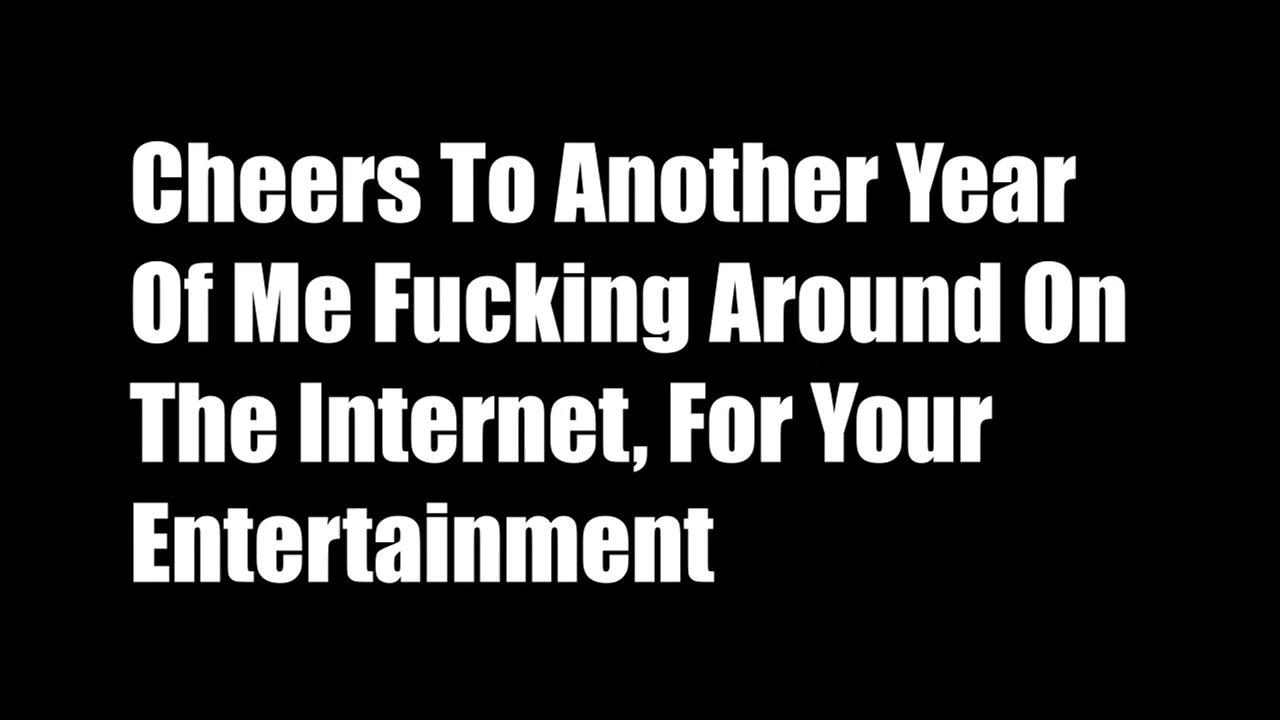 Cheers To Another Year
Of Me Fucking Around On
The Internet, For Your
Entertainment